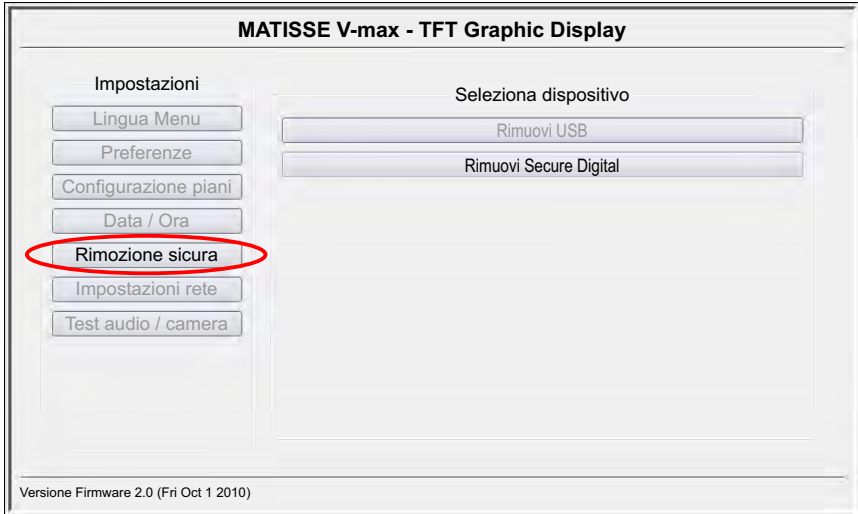 MATISSE V-max - TFT Graphic Display
Impostazioni
Lingua Menu
Preferenze
Configurazione piani
Data / Ora
Rimozione sicura
Impostazioni rete
Test audio / camera
Seleziona dispositivo
Rimuovi USB
Rimuovi Secure Digital
Versione Firmware 2.0 (Fri Oct 1 2010)